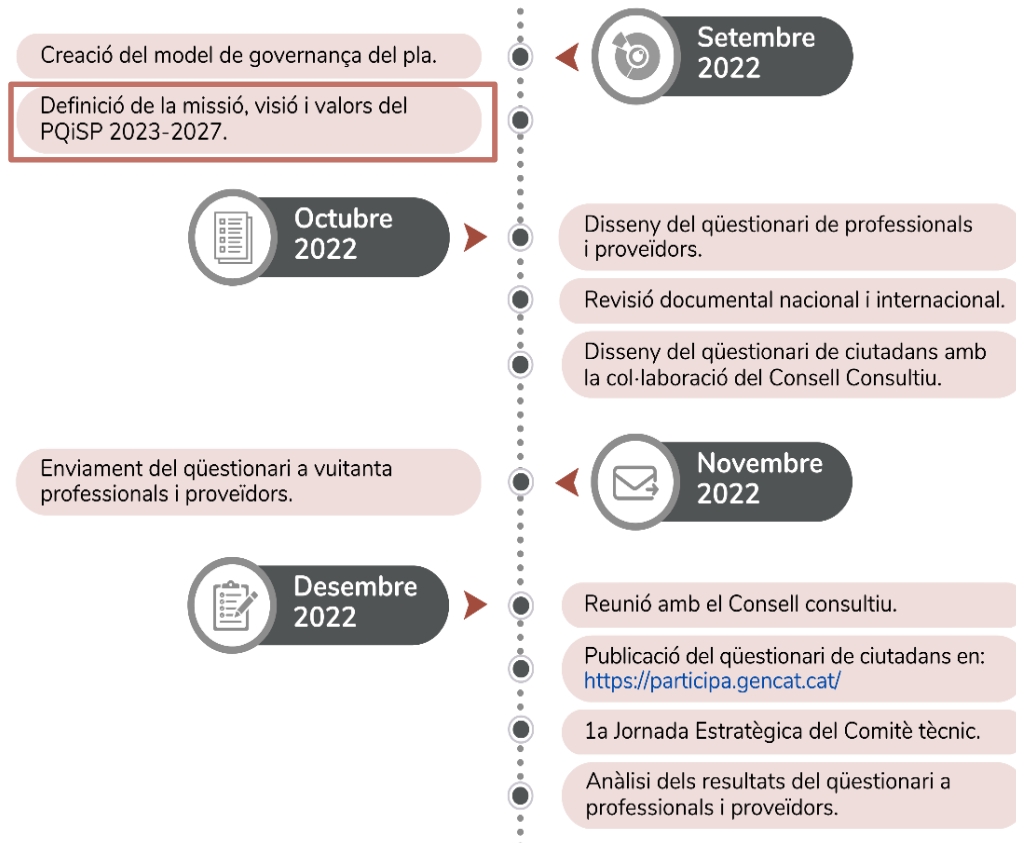 Setembre
2022
Creació del model de governança del pla.
Definició de la missió, visió i valors del
PQiSP 2023-2027.
Octubre
2022
Disseny del qüestionari de professionals
i proveïdors.
Revisió documental nacional i internacional.
Disseny del qüestionari de ciutadans amb
la col·laboració del Consell Consultiu.
Novembre
2022
Enviament del qüestionari a vuitanta
professionals i proveïdors.
Desembre
2022
Reunió amb el Consell consultiu.
Publicació del qüestionari de ciutadans en:
https://participa.gencat.cat/
1a Jornada Estratègica del Comitè tècnic.
Anàlisi dels resultats del qüestionari a
professionals i proveïdors.